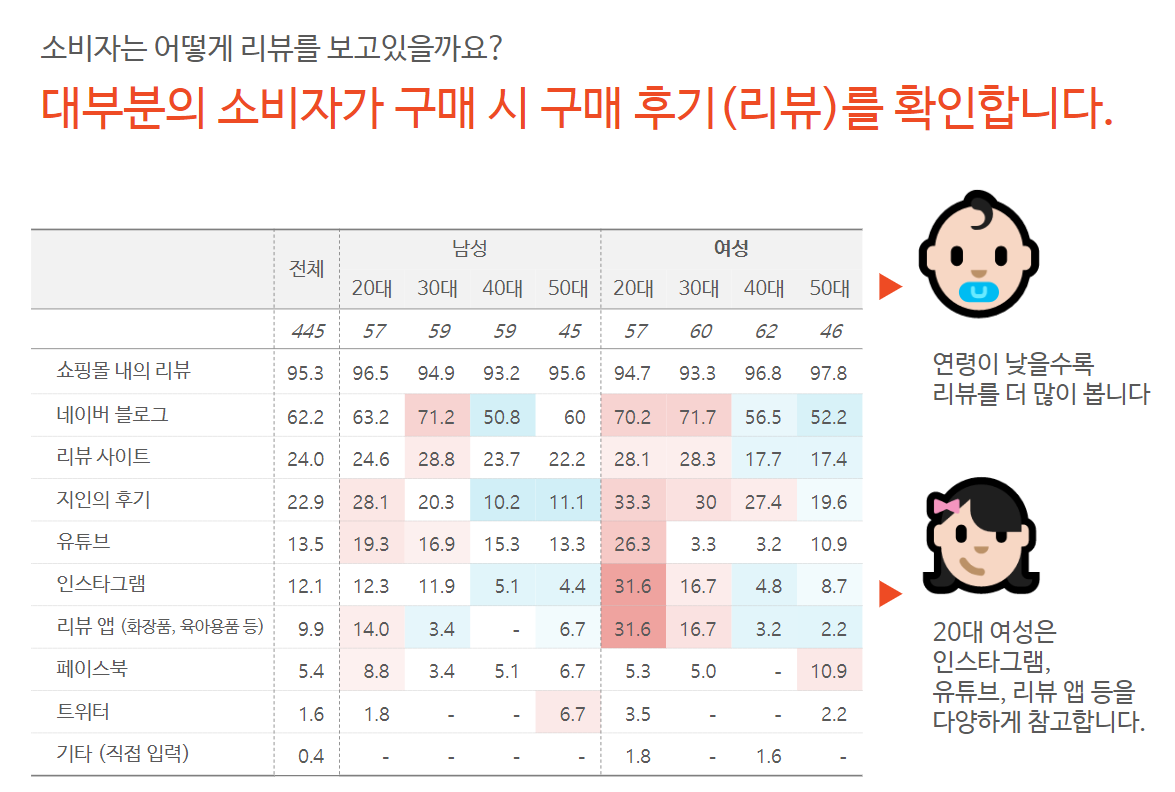 소비자는 어떻게 리뷰를 보고있을까요?
대부분의 소비자가 구매 시 구매 후기(리뷰)를 확인합니다.
전체 남성 여성
20대 30대 40대 50대 20대 30대 40대 50대
445 57 59 59 45 57 60 62 46
쇼핑몰 내의 리뷰 95.3 96.5 94.9 93.2 95.6 94.7 93.3 96.8 97.8
네이버 블로그 62.2 63.2 71.2 50.8 60 70.2 71.7 56.5 52.2
리뷰 사이트 24.0 24.6 28.8 23.7 22.2 28.1 28.3 17.7 17.4
지인의 후기 22.9 28.1 20.3 10.2 11.1 33.3 30 27.4 19.6
유튜브 13.5 19.3 16.9 15.3 13.3 26.3 3.3 3.2 10.9
인스타그램 12.1 12.3 11.9 5.1 4.4 31.6 16.7 4.8 8.7
리뷰 앱 (화장품, 육아용품 등) 9.9 14.0 3.4 - 6.7 31.6 16.7 3.2 2.2
페이스북 5.4 8.8 3.4 5.1 6.7 5.3 5.0 - 10.9
트위터 1.6 1.8 - - 6.7 3.5 - - 2.2
기타 (직접 입력) 0.4 - - - - 1.8 - 1.6 -
연령이 낮을수록
리뷰를 더 많이 봅니다
20대 여성은
인스타그램,
유튜브, 리뷰 앱 등을
다양하게 참고합니다.